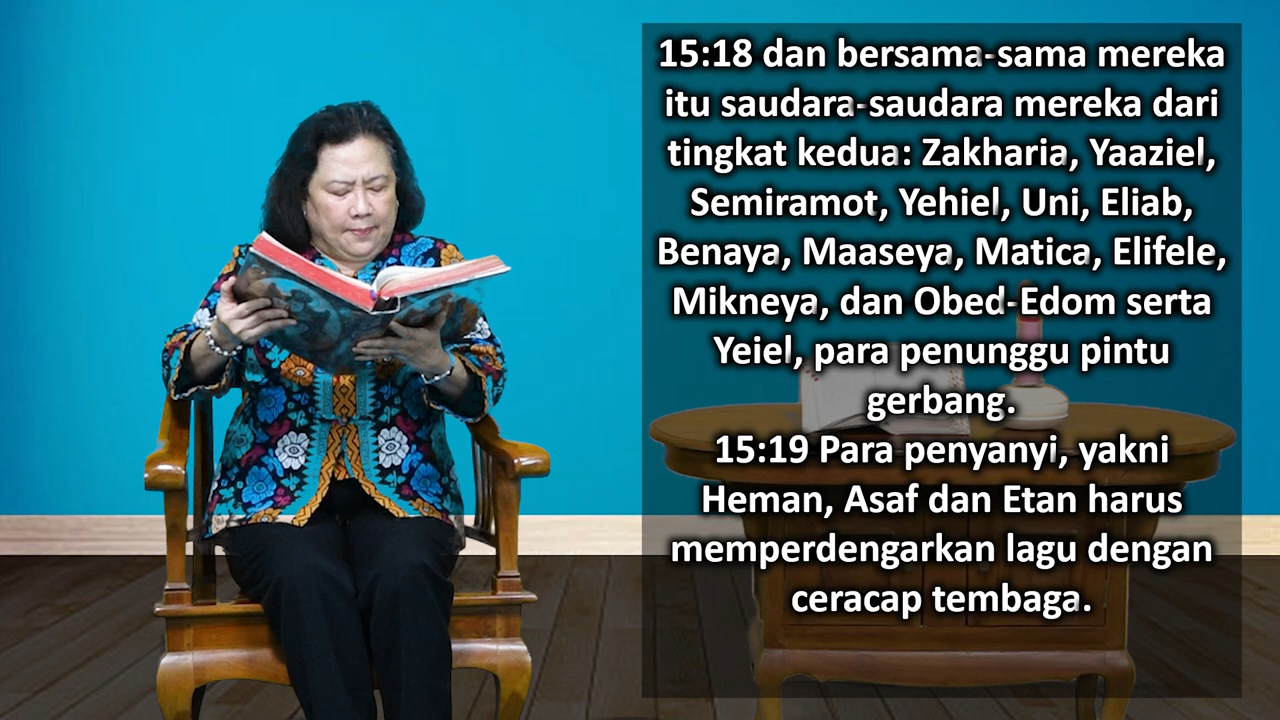 15:18 dan bersama-sama mereka
itu saudara-saudara mereka dari
tingkat kedua: Zakharia, Yaaziel,
Semiramot, Yehiel, Uni, Eliab,
Benaya, Maaseya, Matica, Elifele,
Mikneya, dan Obed-Edom serta
Yeiel, para penunggu pintu
gerbang.
15:19 Para penyanyi, yakni
Heman, Asaf dan Etan harus
memperdengarkan lagu dengan
ceracap tembaga.